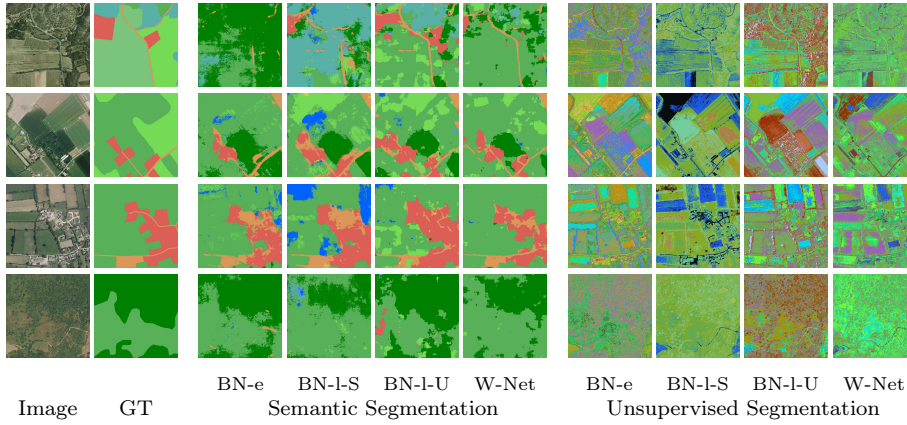 BN-e BN-l-S BN-l-U W-Net BN-e BN-l-S BN-l-U W-Net
Image GT Semantic Segmentation Unsupervised Segmentation